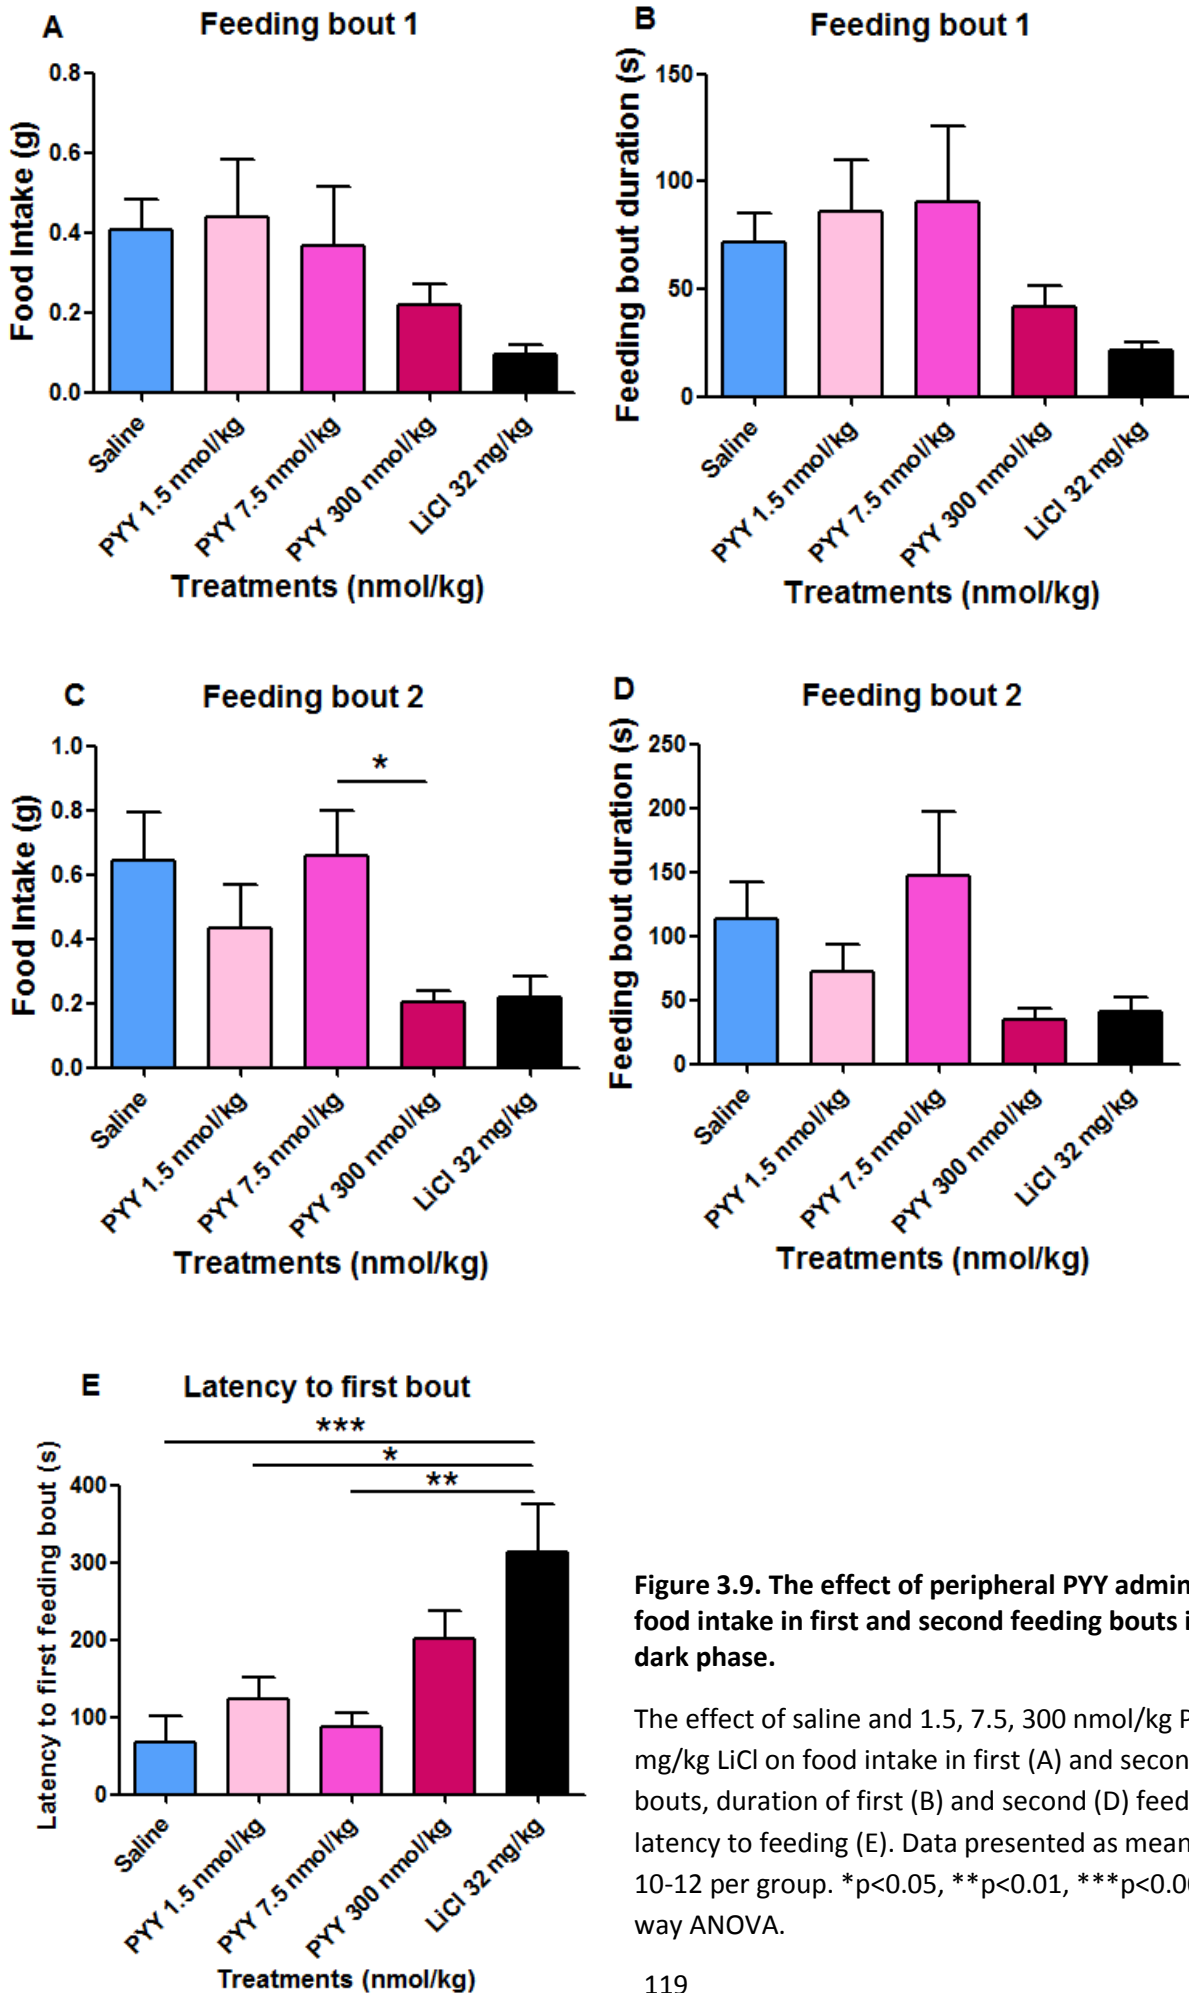 A
Feeding bout 1
Food Intake (g)
0.8
0.6
0.4
0.2
0.0
Saline
PYY 1.5 nmol/kg
PYY 7.5 nmol/kg
PYY 300 nmol/kg
LiCl 32 mg/kg
Treatments (nmol/kg)
B
Feeding bout 1
Feeding bout duration (s)
150
100
50
0
Saline
PYY 1.5 nmol/kg
PYY 7.5 nmol/kg
PYY 300 nmol/kg
LiCl 32 mg/kg
Treatments (nmol/kg)
C
Feeding bout 2
Food Intake (g)
1.0
0.8
0.6
0.4
0.2
0.0
*
Saline
PYY 1.5 nmol/kg
PYY 7.5 nmol/kg
PYY 300 nmol/kg
LiCl 32 mg/kg
Treatments (nmol/kg)
D
Feeding bout 2
Feeding bout duration (s)
250
200
150
100
50
0
Saline
PYY 1.5 nmol/kg
PYY 7.5 nmol/kg
PYY 300 nmol/kg
LiCl 32 mg/kg
Treatments (nmol/kg)
E
Latency to first bout
Latency to first feeding bout (s)
***
*
**
400
300
200
100
0
Saline
PYY 1.5 nmol/kg
PYY 7.5 nmol/kg
PYY 300 nmol/kg
LiCl 32 mg/kg
Treatments (nmol/kg)
Figure 3.9. The effect of peripheral PYY admin
food intake in first and second feeding bouts i
dark phase.
The effect of saline and 1.5, 7.5, 300 nmol/kg P
mg/kg LiCl on food intake in first (A) and secon
bouts, duration of first (B) and second (D) feed
latency to feeding (E). Data presented as mean
10-12 per group. *p<0.05, **p<0.01, ***p<0.00
way ANOVA.
119